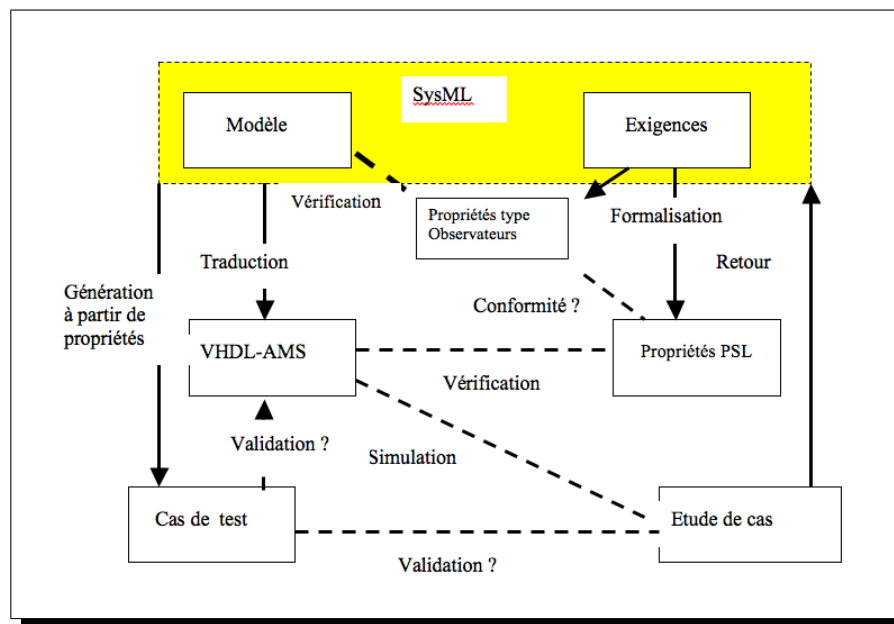 SysML
Modèle
Exigences
Vérification
Propriétés type
Observateurs
Formalisation
Traduction
Retour
Génération
à partir de
propriétés
Conformité ?
VHDL-AMS
Propriétés PSL
Vérification
Validation ?
Simulation
Cas de test
Etude de cas
Validation ?